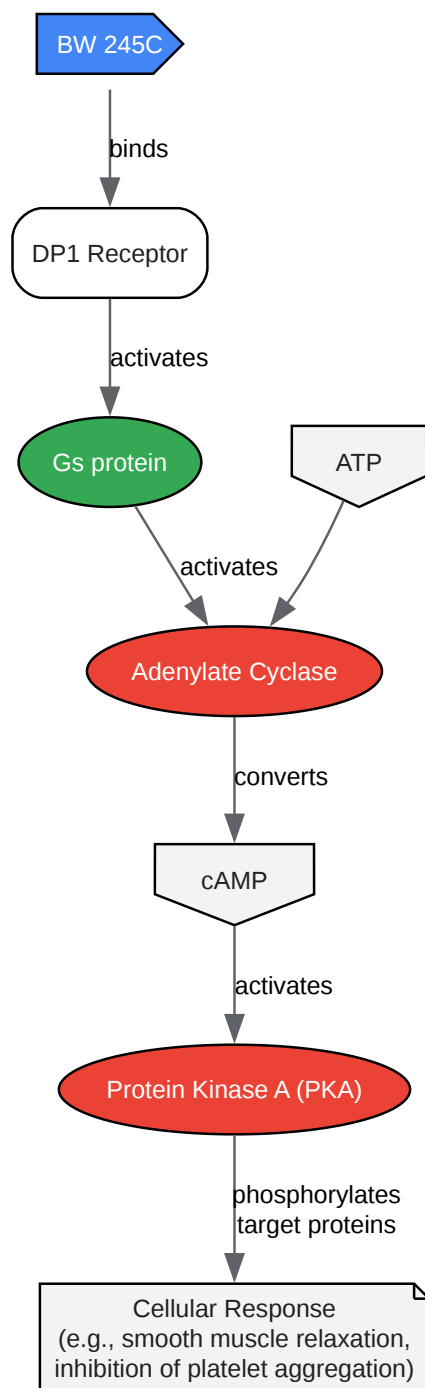 BW 245C
binds
DP1 Receptor
activates
Gs protein
ATP
activates
Adenylate Cyclase
converts
cAMP
activates
Protein Kinase A (PKA)
phosphorylates
target proteins
Cellular Response
(e.g., smooth muscle relaxation,
inhibition of platelet aggregation)